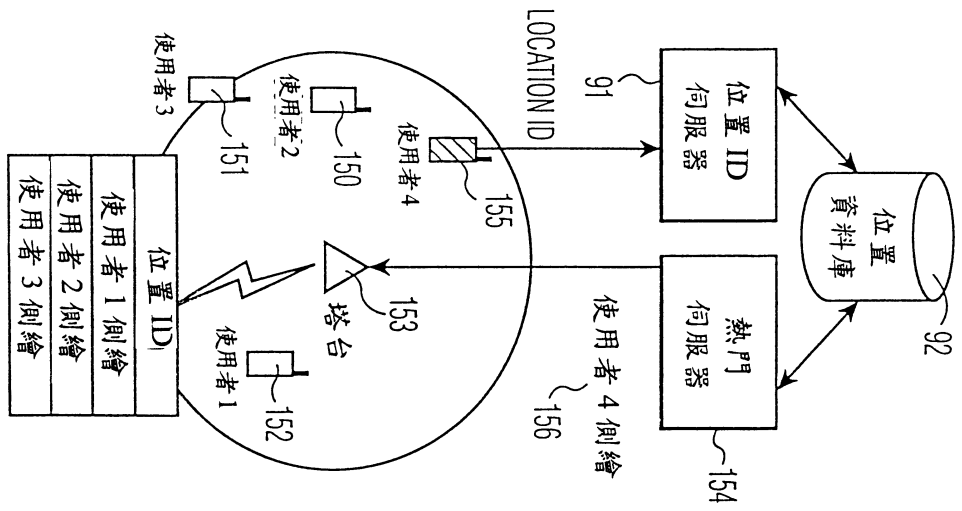 92
位置
資料庫
位置 ID
伺服器
91
熱門
伺服器
154
LOCATION ID
使用者 4 側繪
156
155
使用者4
150
使用者2
151
使用者3
153
塔台
152
使用者1
位置 ID
使用者 1 側繪
使用者 2 側繪
使用者 3 側繪